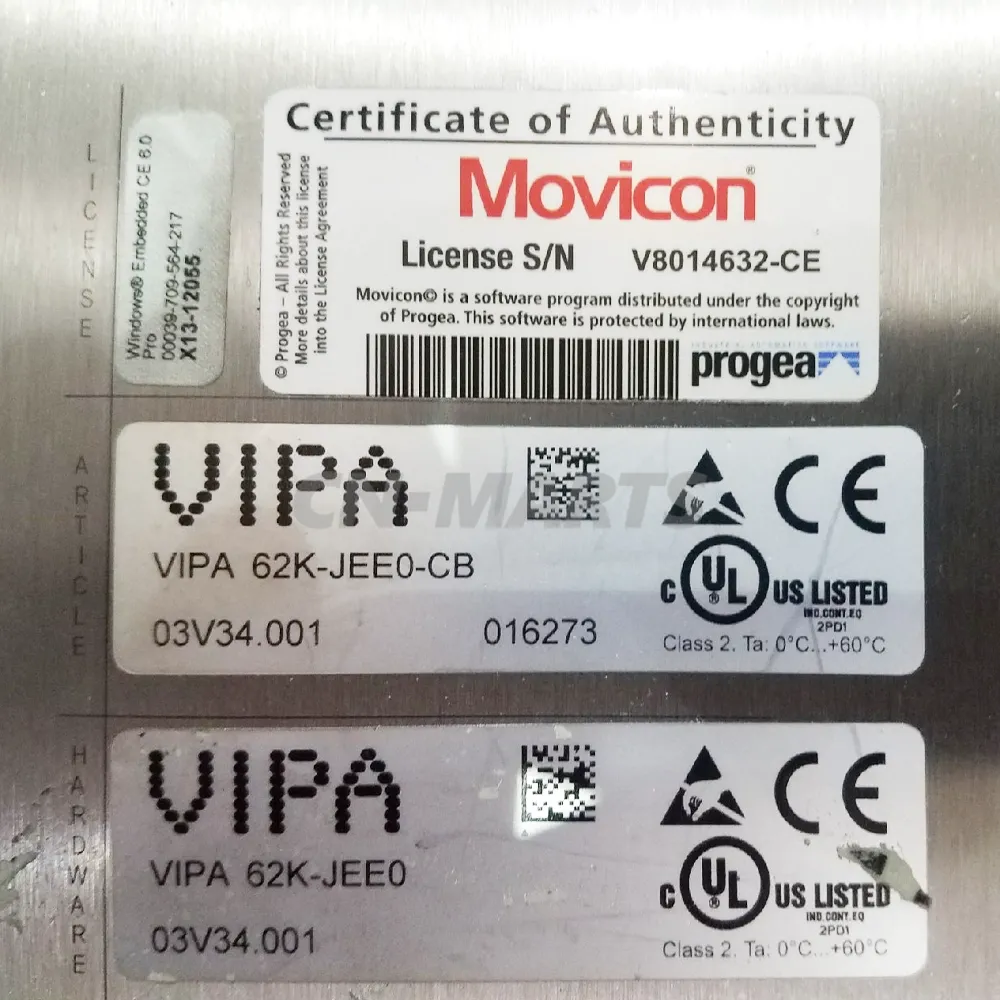 LICENSE
Windows® Embedded CE 6.0
Pro
00039-709-564-217
X13-12055
Certificate of Authenticity
© Progea – All Rights Reserved
More details about this license
into the License Agreement
Movicon®
License S/N V8014632-CE
Movicon© is a software program distributed under the copyright
of Progea. This software is protected by international laws.
progea
ARTICLE
VIPA
CN-MARTS
CE
VIPA 62K-JEE0-CB
C UL® US LISTED
IND.CONT.EQ
2PD1
03V34.001 016273
Class 2. Ta: 0°C...+60°C
HARDWARE
VIPA
CE
VIPA 62K-JEE0
C UL® US LISTED
IND.CONT.EQ
2PD1
03V34.001
Class 2. Ta: 0°C...+60°C